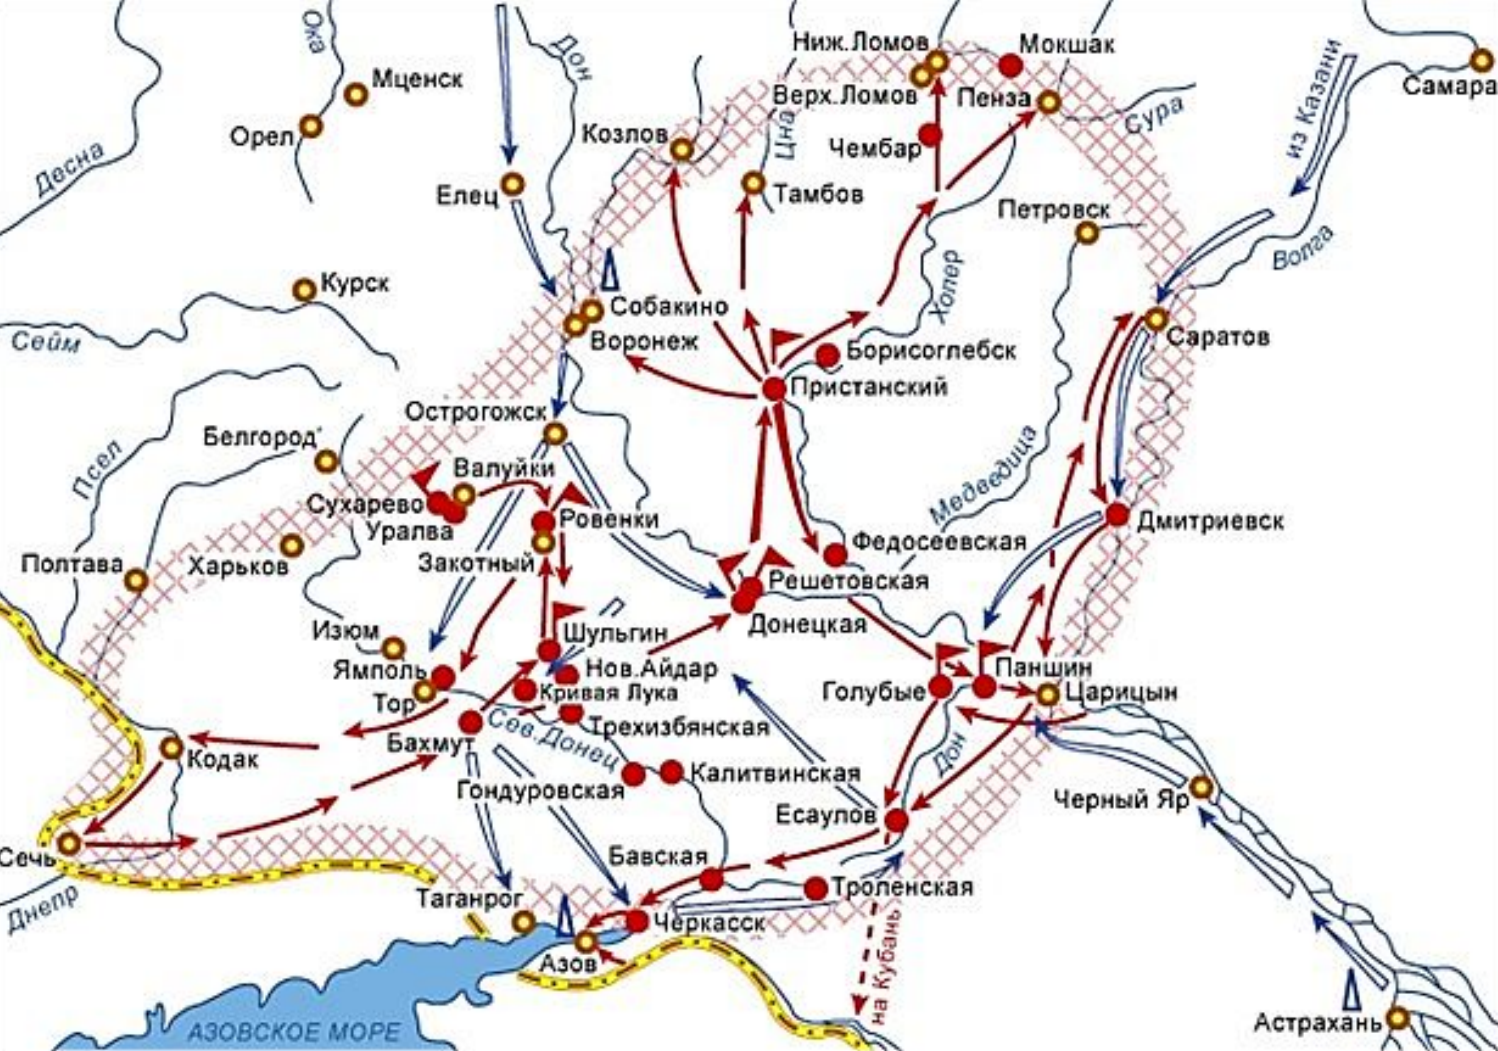 Ока
Дон
Ниж.Ломов
Мокшак
из Казани
Самара
Мценск
Верх.Ломов
Пенза
Сура
Орел
Козлов
Цна
Чембар
Десна
Елец
Тамбов
Петровск
Волга
Курск
Хопер
Собакино
Сейм
Воронеж
Борисоглебск
Саратов
Пристанский
Острогожск
Белгород
Псел
Валуйки
Медведица
Сухарево
Уралва
Ровенки
Дмитриевск
Федосеевская
Полтава
Харьков
Закотный
Решетовская
Изюм
Шульгин
Донецкая
Ямполь
Нов.Айдар
Паншин
Тор
Кривая Лука
Голубые
Царицын
Сев.Донец
Трехизбянская
Бахмут
Кодак
Дон
Калитвинская
Гондуровская
Черный Яр
Есаулов
Сечь
Бавская
Троленская
Днепр
Таганрог
Черкасск
Азов
на Кубань
Астрахань
АЗОВСКОЕ МОРЕ